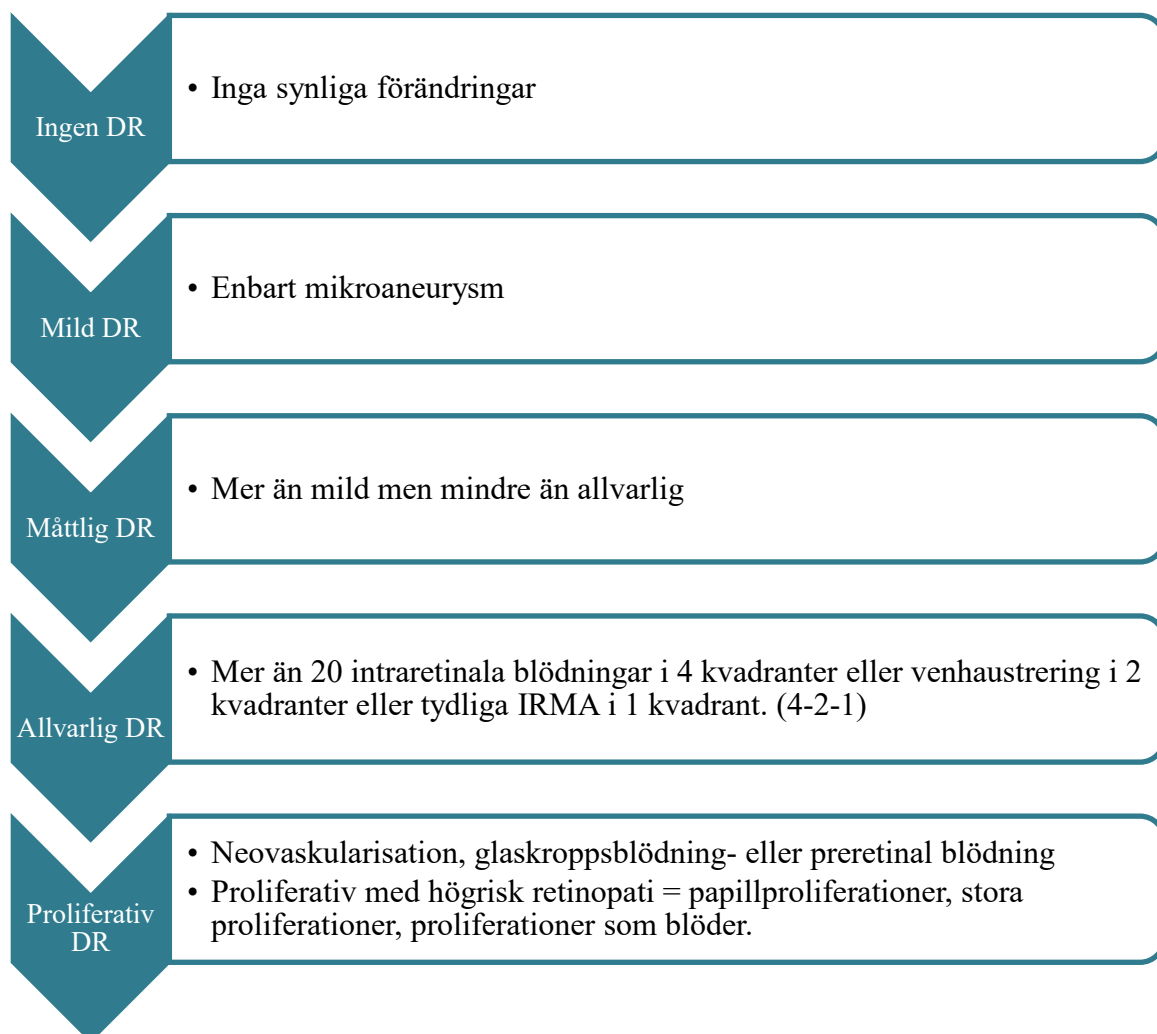 Ingen DR
• Inga synliga förändringar
Mild DR
• Enbart mikroaneurysm
Måttlig DR
• Mer än mild men mindre än allvarlig
Allvarlig DR
• Mer än 20 intraretinala blödningar i 4 kvadranter eller venhaustrering i 2
kvadranter eller tydliga IRMA i 1 kvadrant. (4-2-1)
Proliferativ
DR
• Neovaskularisation, glaskroppsblödning- eller preretinal blödning
• Proliferativ med högrisk retinopati = papillproliferationer, stora
proliferationer, proliferationer som blöder.